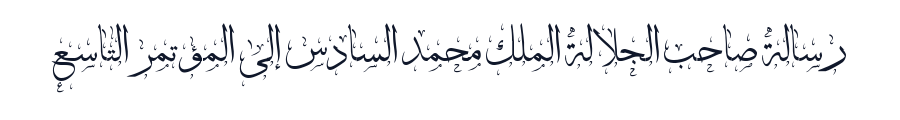 رسالة صاحب الجلالة الملك محمد السادس إلى المؤتمر التاسع